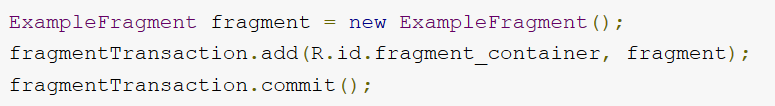 ExampleFragment fragment = new ExampleFragment();
fragmentTransaction.add(R.id.fragment_container, fragment);
fragmentTransaction.commit();